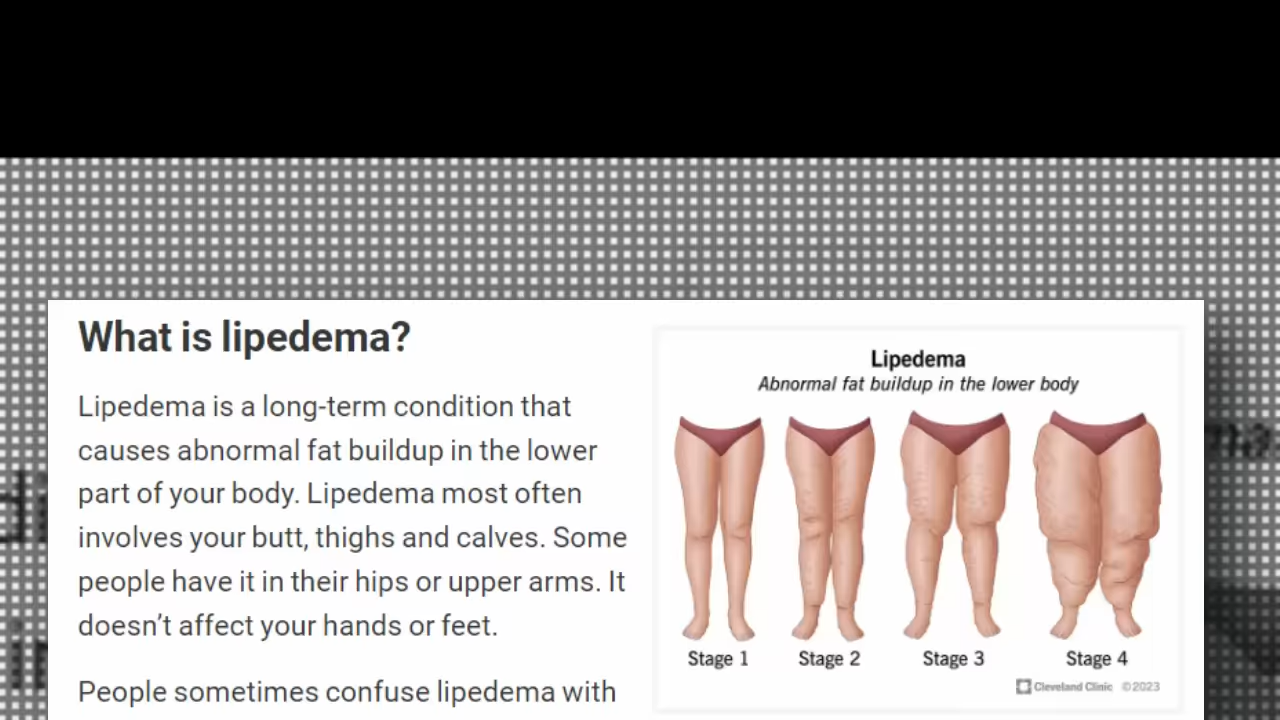 What is lipedema?
Lipedema is a long-term condition that
causes abnormal fat buildup in the lower
part of your body. Lipedema most often
involves your butt, thighs and calves. Some
people have it in their hips or upper arms. It
doesn’t affect your hands or feet.
People sometimes confuse lipedema with
Lipedema
Abnormal fat buildup in the lower body
Stage 1 Stage 2 Stage 3 Stage 4
Cleveland Clinic ©2023